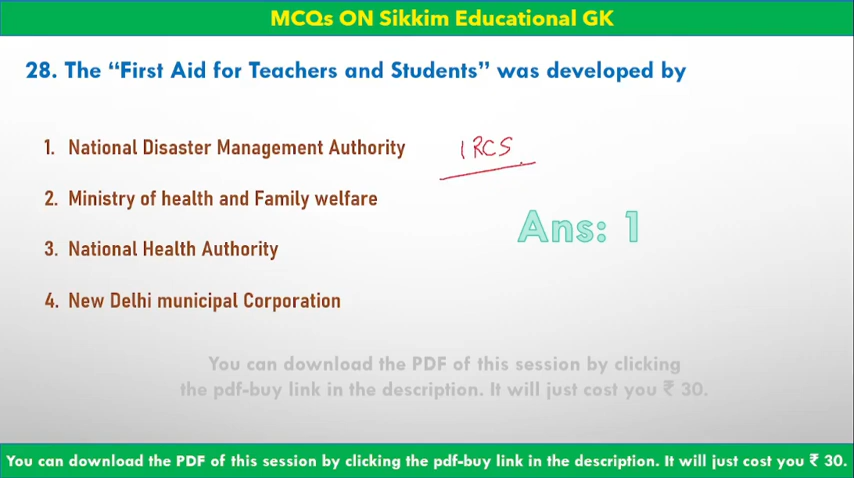 MCQs ON Sikkim Educational GK
28. The “First Aid for Teachers and Students” was developed by
1. National Disaster Management Authority
IRCS
2. Ministry of health and Family welfare
Ans: 1
3. National Health Authority
4. New Delhi municipal Corporation
You can download the PDF of this session by clicking
the pdf-buy link in the description. It will just cost you ₹ 30.
You can download the PDF of this session by clicking the pdf-buy link in the description. It will just cost you ₹ 30.